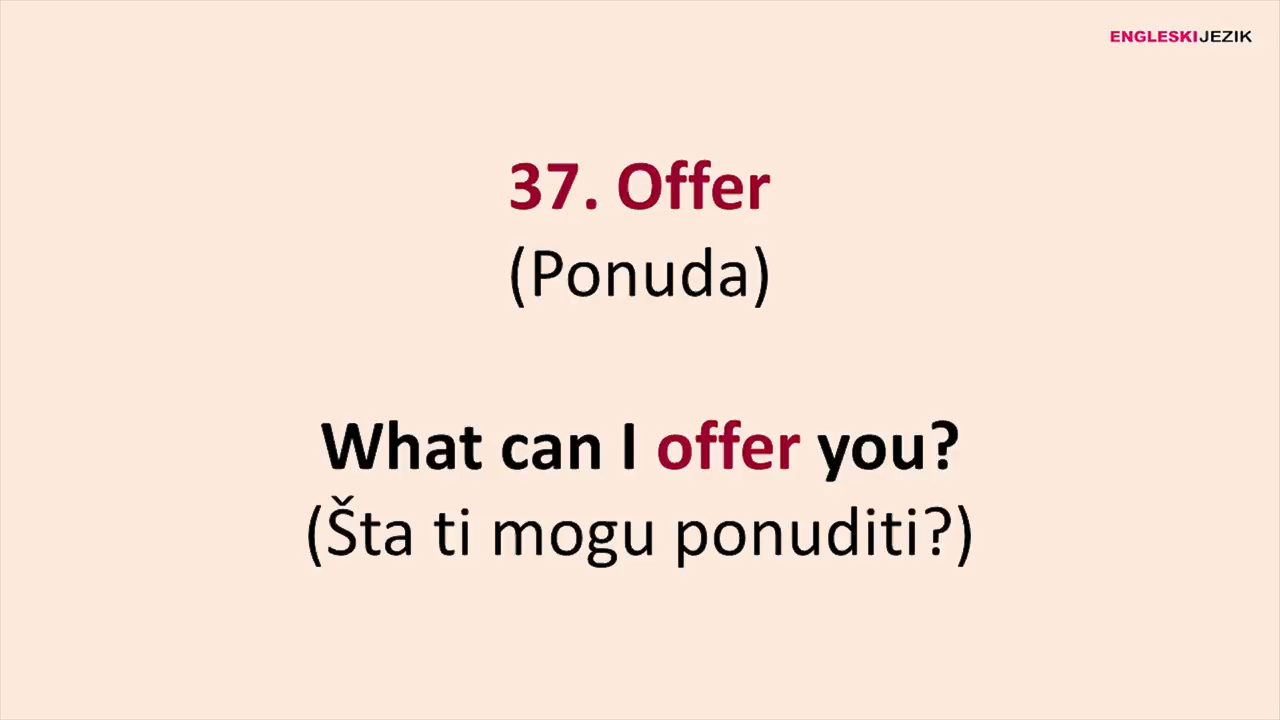 ENGLESKIJEZIK
37. Offer
(Ponuda)
What can I offer you?
(Šta ti mogu ponuditi?)